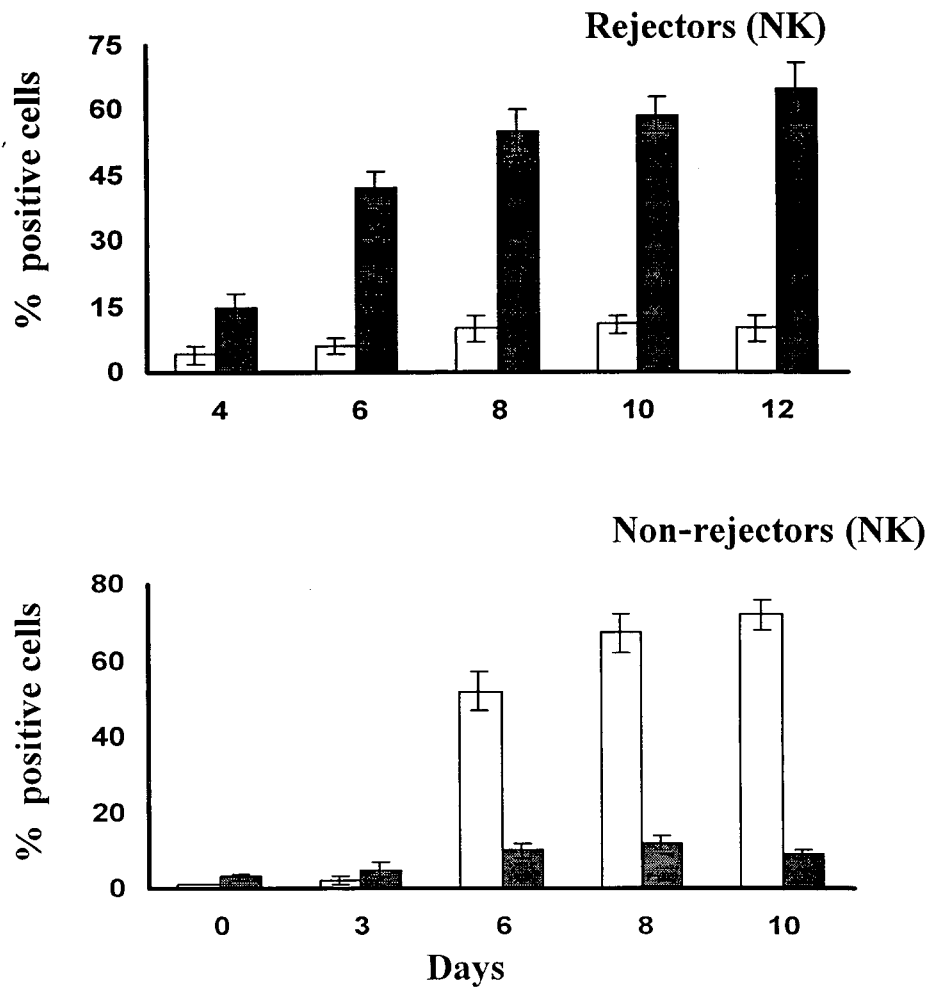 Rejectors (NK)
% positive cells
75
60
45
30
15
0
4 6 8 10 12
Non-rejectors (NK)
% positive cells
80
60
40
20
0
0 3 6 8 10
Days